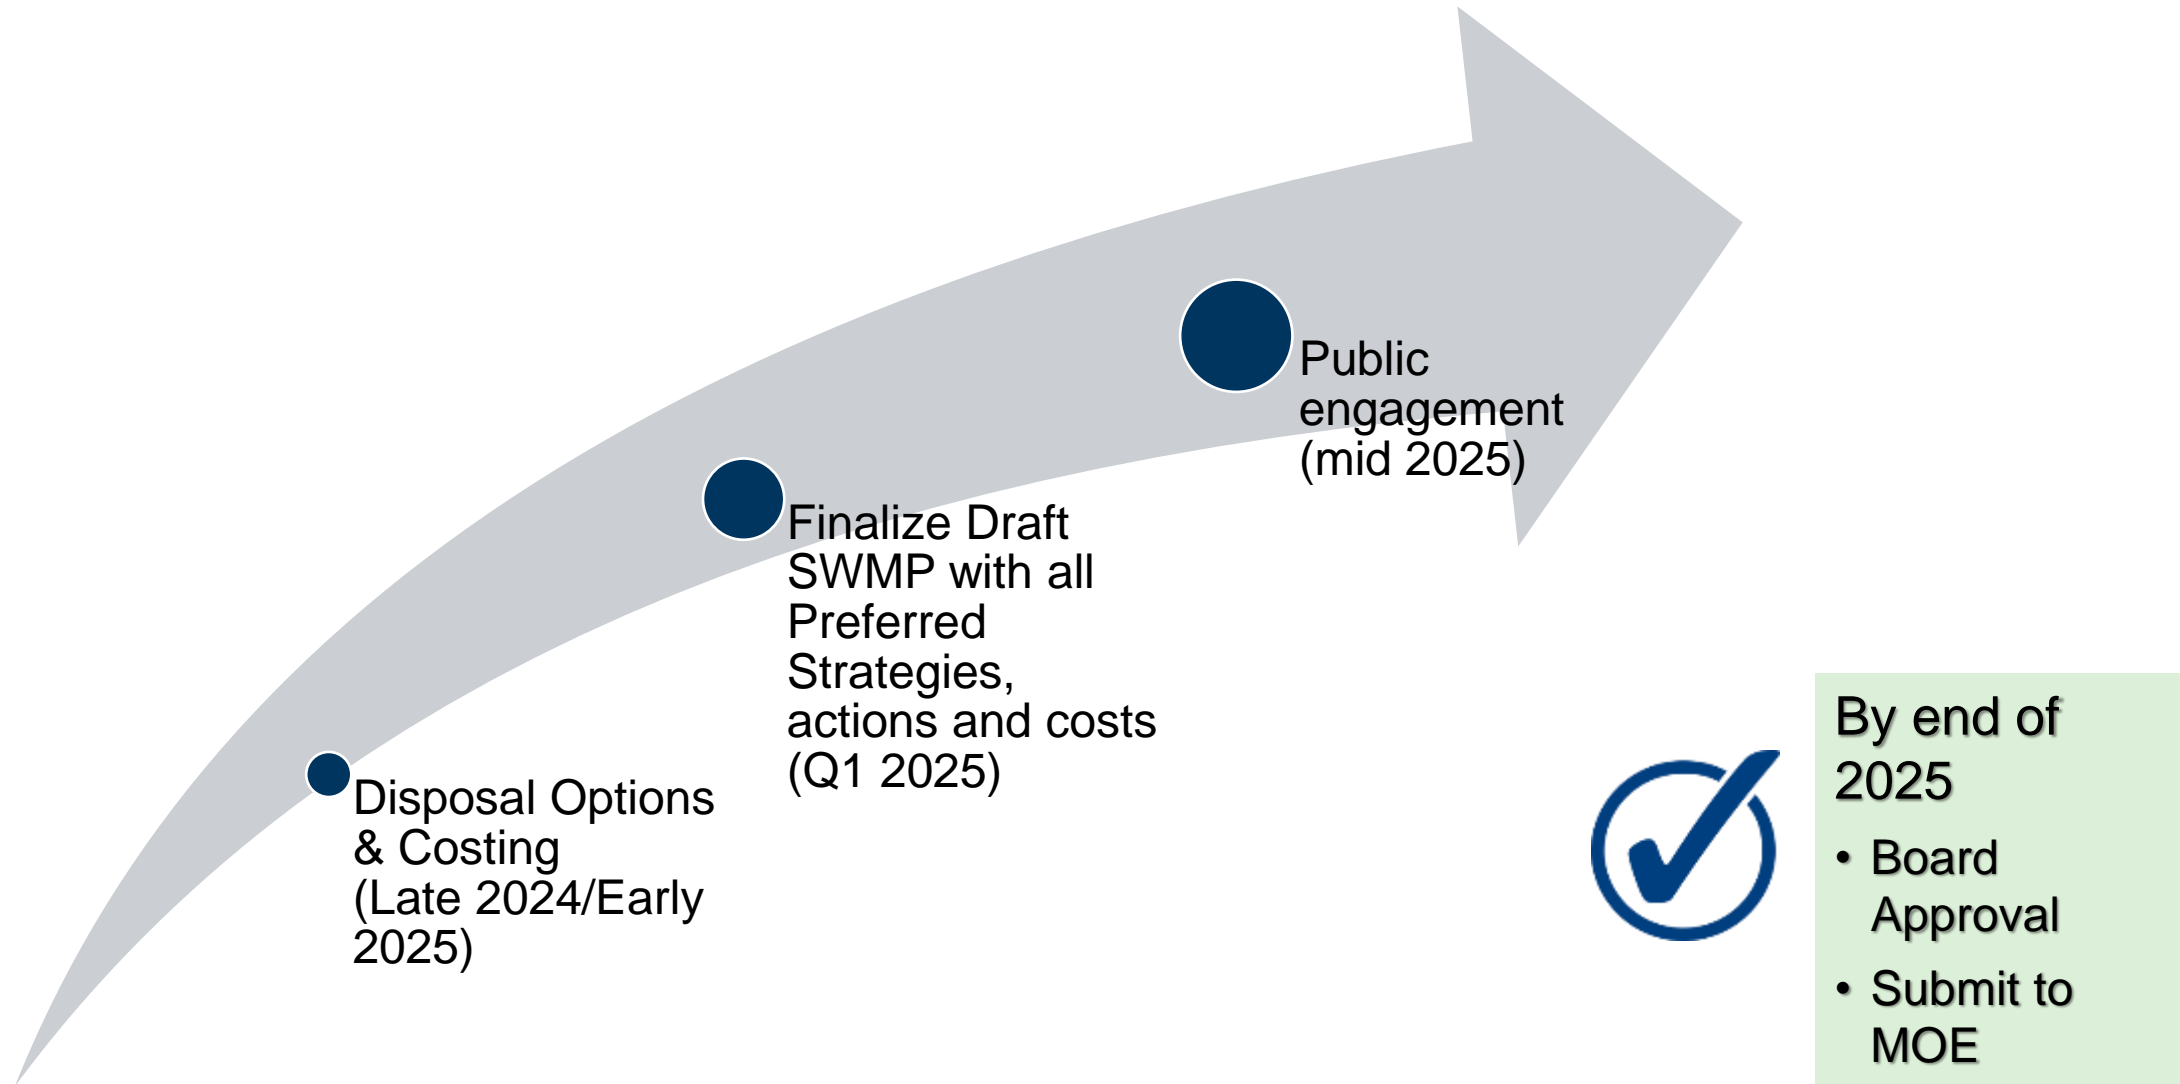 Public
engagement
(mid 2025)
Finalize Draft
SWMP with all
Preferred
Strategies,
actions and costs
(Q1 2025)
Disposal Options
& Costing
(Late 2024/Early
2025)
By end of
2025
• Board
Approval
• Submit to
MOE